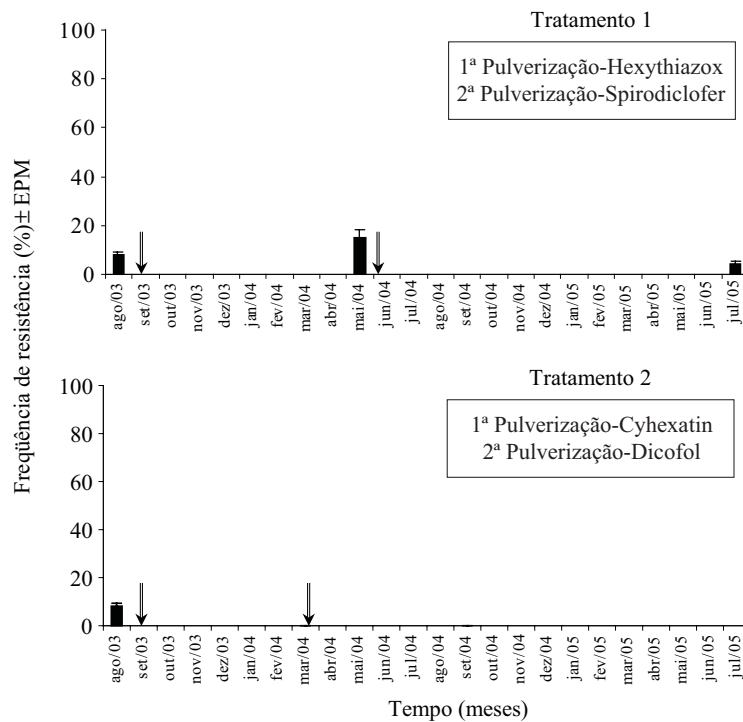 Freqüência de resistência (%)± EPM
Tratamento 1
1ª Pulverização-Hexythiazox
2ª Pulverização-Spirodiclofer
100
80
60
40
20
0
ago/03
set/03
out/03
nov/03
dez/03
jan/04
fev/04
mar/04
abr/04
mai/04
jun/04
jul/04
ago/04
set/04
out/04
nov/04
dez/04
jan/05
fev/05
mar/05
abr/05
mai/05
jun/05
jul/05
Tratamento 2
1ª Pulverização-Cyhexatin
2ª Pulverização-Dicofol
100
80
60
40
20
0
ago/03
set/03
out/03
nov/03
dez/03
jan/04
fev/04
mar/04
abr/04
mai/04
jun/04
jul/04
ago/04
set/04
out/04
nov/04
dez/04
jan/05
fev/05
mar/05
abr/05
mai/05
jun/05
jul/05
Tempo (meses)